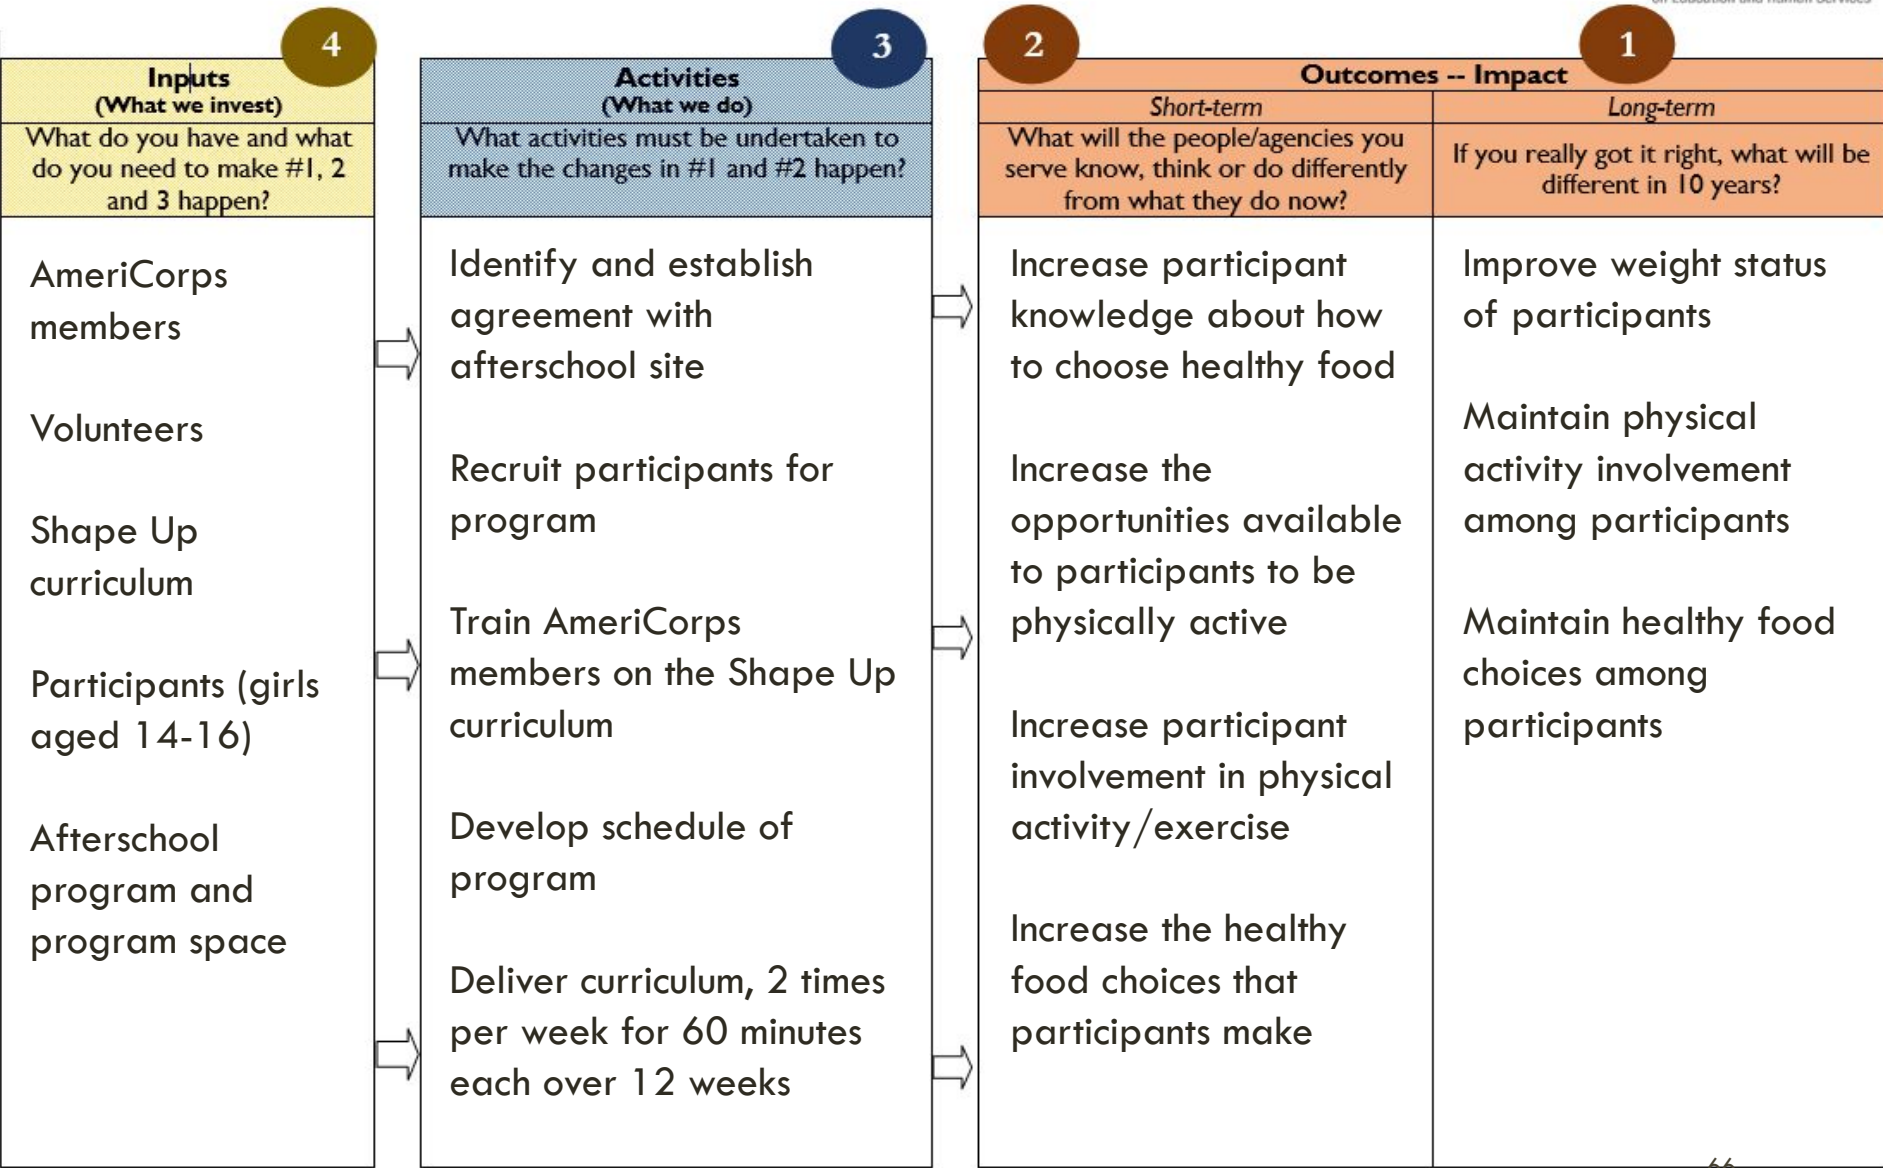 on Education and Human Services
4
3
2
1
Inputs
(What we invest)
What do you have and what
do you need to make #1, 2
and 3 happen?
AmeriCorps
members
Volunteers
Shape Up
curriculum
Participants (girls
aged 14-16)
Afterschool
program and
program space
Activities
(What we do)
What activities must be undertaken to
make the changes in #1 and #2 happen?
Identify and establish
agreement with
afterschool site
Recruit participants for
program
Train AmeriCorps
members on the Shape Up
curriculum
Develop schedule of
program
Deliver curriculum, 2 times
per week for 60 minutes
each over 12 weeks
Outcomes -- Impact
Short-term
What will the people/agencies you
serve know, think or do differently
from what they do now?
Increase participant
knowledge about how
to choose healthy food
Increase the
opportunities available
to participants to be
physically active
Increase participant
involvement in physical
activity/exercise
Increase the healthy
food choices that
participants make
Long-term
If you really got it right, what will be
different in 10 years?
Improve weight status
of participants
Maintain physical
activity involvement
among participants
Maintain healthy food
choices among
participants
66